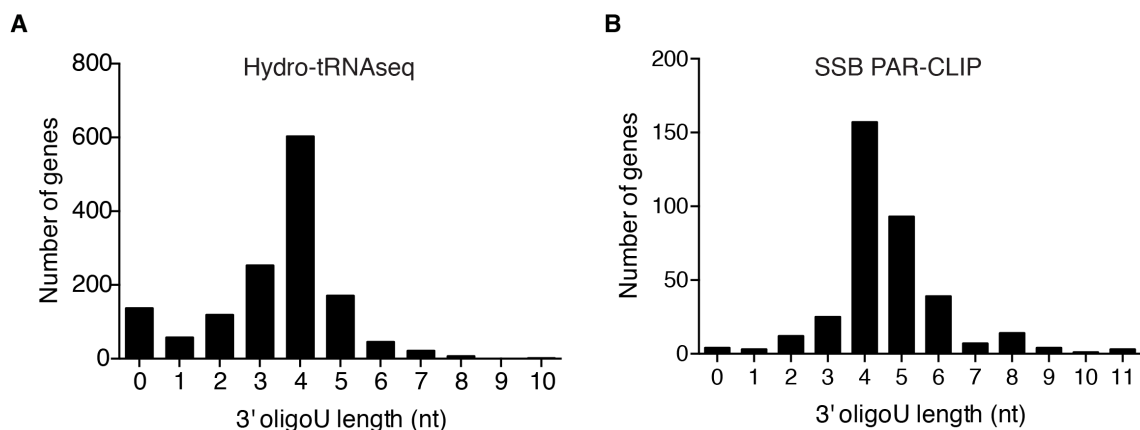 A
Hydro-tRNAseq
Number of genes
800
600
400
200
0
0 1 2 3 4 5 6 7 8 9 10
3' oligoU length (nt)
B
SSB PAR-CLIP
Number of genes
200
150
100
50
0
0 1 2 3 4 5 6 7 8 9 10 11
3' oligoU length (nt)